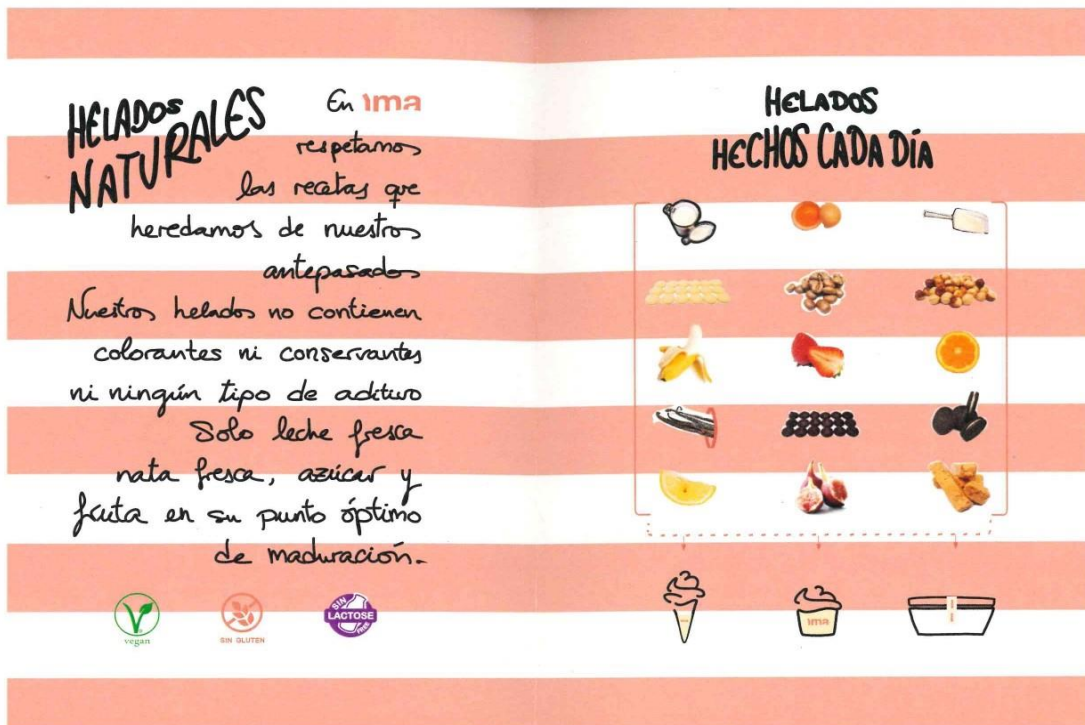 HELADOS
NATURALES
En ima
respetamos
las recetas que
heredamos de nuestros
antepasados
Nuestros helados no contienen
colorantes ni conservantes
ni ningún tipo de aditivo
Solo leche fresca
nata fresca, azúcar y
fruta en su punto óptimo
de maduración.
vegan
SIN GLUTEN
SIN
LACTOSE
FREE
HELADOS
HECHOS CADA DÍA
ima